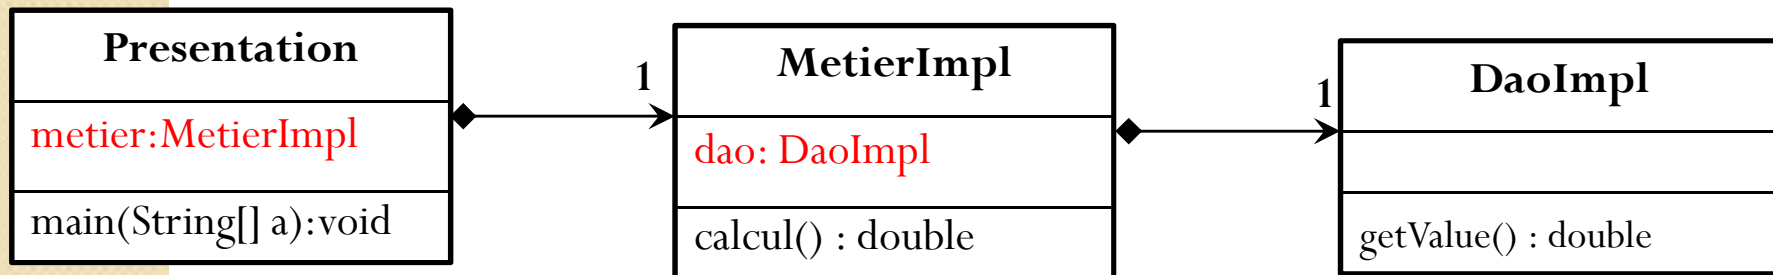 Presentation
metier:MetierImpl
main(String[] a):void
1
MetierImpl
dao: DaoImpl
calcul() : double
1
DaoImpl
getValue() : double